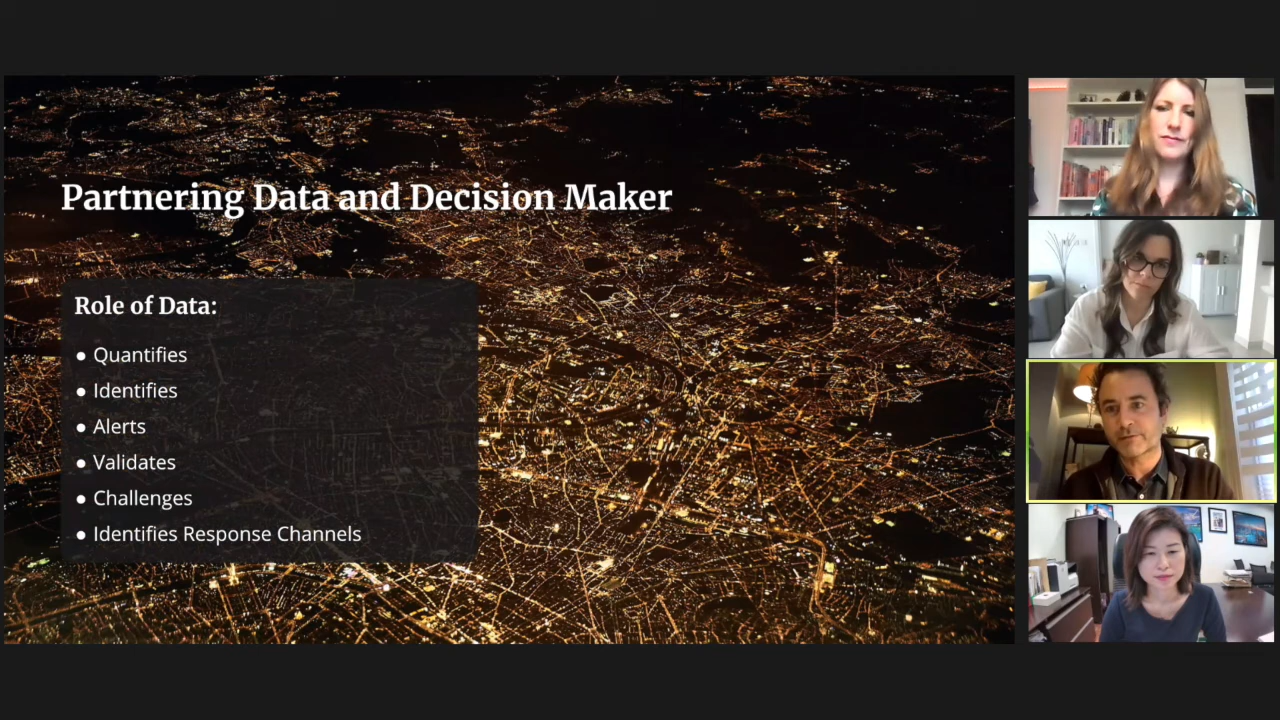 Partnering Data and Decision Maker
Role of Data:
● Quantifies
● Identifies
● Alerts
● Validates
● Challenges
● Identifies Response Channels